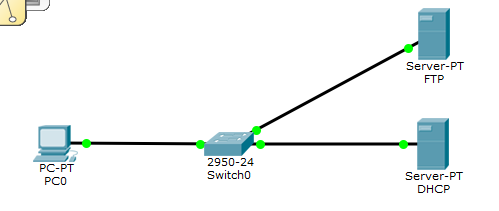 Server-PT
FTP
PC-PT
PC0
2950-24
Switch0
Server-PT
DHCP